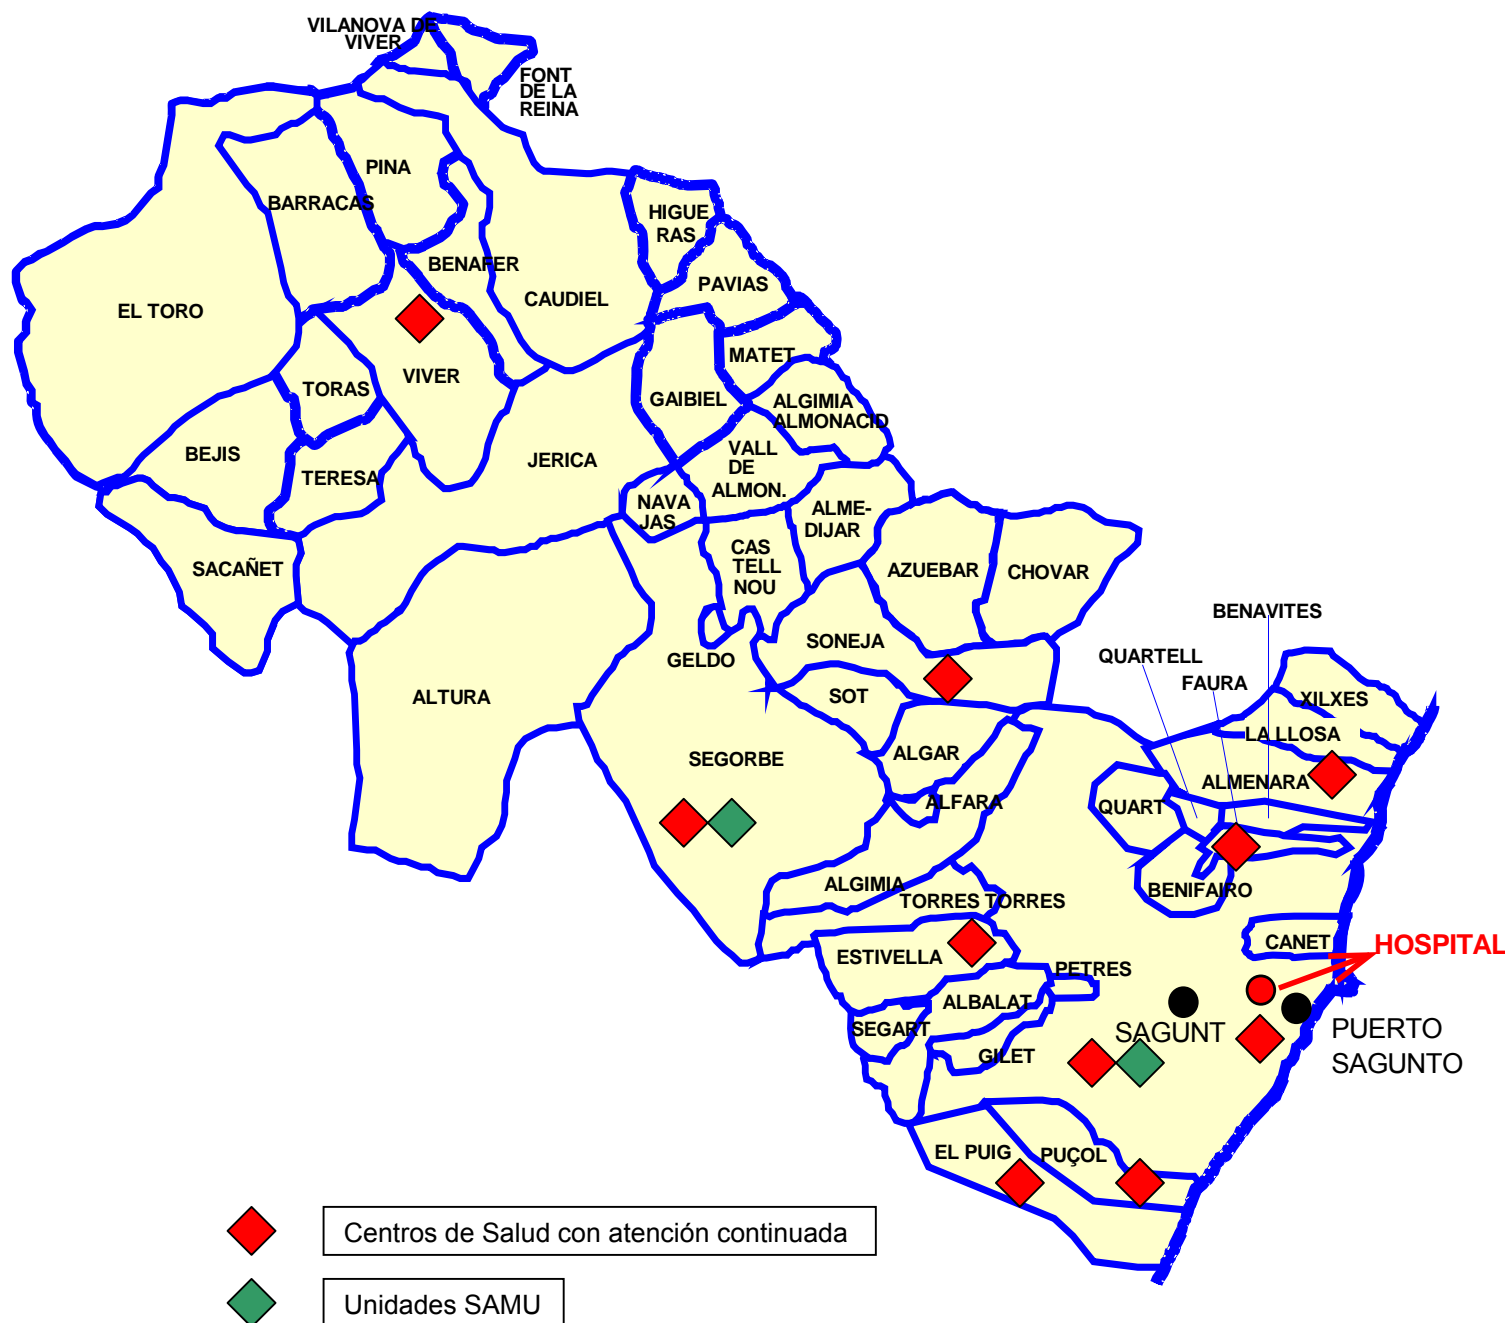 VILANOVA DE
VIVER
FONT
DE LA
REINA
PINA
BARRACAS
HIGUE
RAS
BENAFER
PAVIAS
CAUDIEL
EL TORO
MATET
VIVER
TORAS
GAIBIEL
ALGIMIA
ALMONACID
BEJIS
VALL
DE
ALMON.
JERICA
TERESA
NAVA
JAS
ALME-
DIJAR
CAS
TELL
NOU
SACAÑET
AZUEBAR
CHOVAR
BENAVITES
SONEJA
QUARTELL
GELDO
FAURA
ALTURA
SOT
XILXES
LA LLOSA
SEGORBE
ALGAR
ALMENARA
ALFARA
QUART
ALGIMIA
BENIFAIRO
TORRES TORRES
CANET
HOSPITAL
ESTIVELLA
PETRES
ALBALAT
SEGART
SAGUNT
PUERTO
SAGUNTO
GILET
EL PUIG
PUÇOL
Centros de Salud con atención continuada
Unidades SAMU